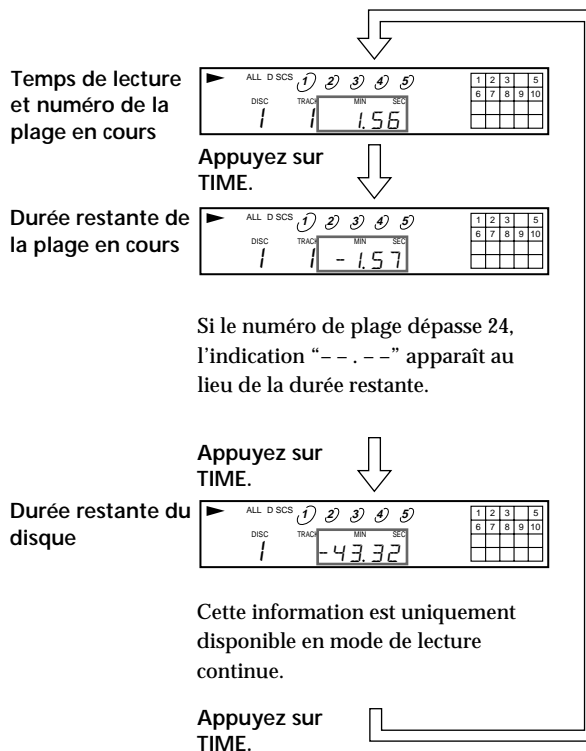 Temps de lecture
et numéro de la
plage en cours
ALL D SCS 1 2 3 4 5
DISC TRACK MIN SEC
1 1 1.56
1 2 3 5
6 7 8 9 10
Appuyez sur
TIME.
Durée restante de
la plage en cours
ALL D SCS 1 2 3 4 5
DISC TRACK MIN SEC
1 1 -1.57
1 2 3 5
6 7 8 9 10
Si le numéro de plage dépasse 24,
l’indication “– – . – –” apparaît au
lieu de la durée restante.
Appuyez sur
TIME.
Durée restante du
disque
ALL D SCS 1 2 3 4 5
DISC TRACK MIN SEC
1 -43.32
1 2 3 5
6 7 8 9 10
Cette information est uniquement
disponible en mode de lecture
continue.
Appuyez sur
TIME.